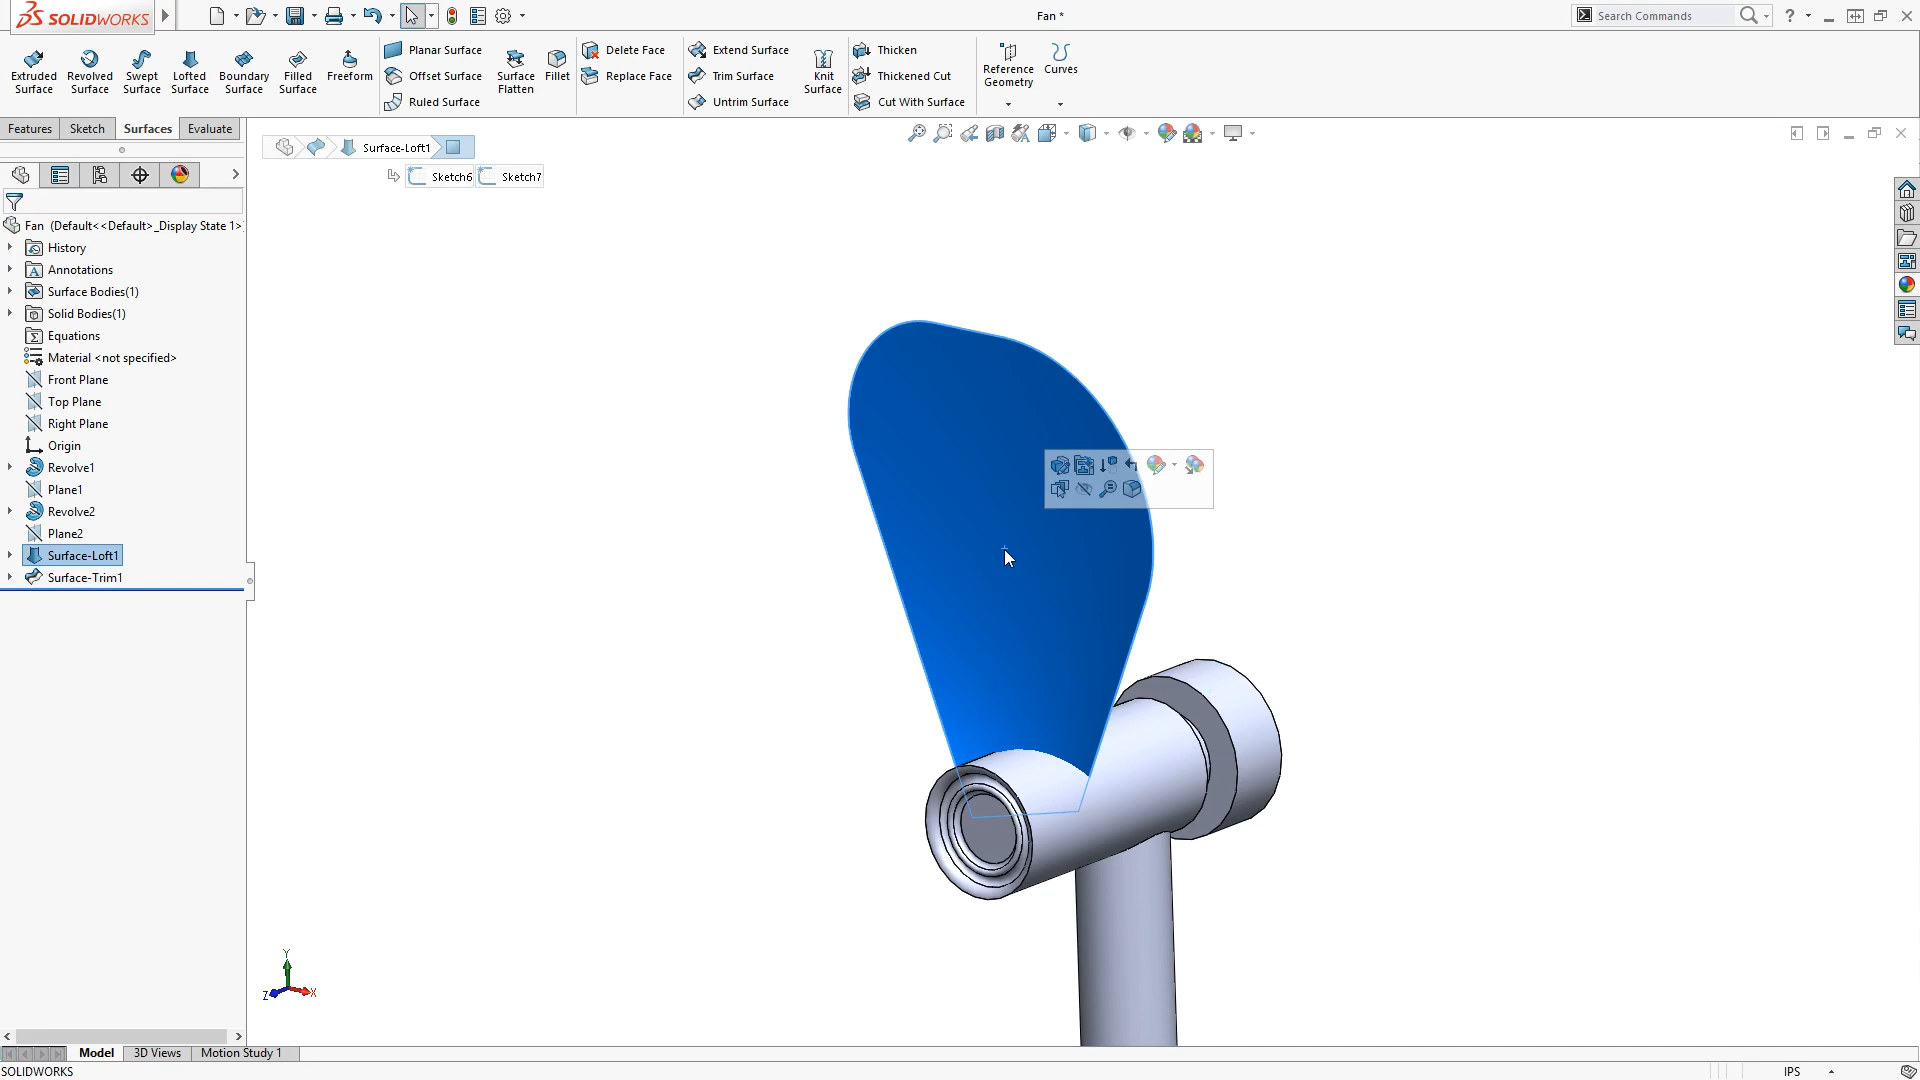 SOLIDWORKS
Fan *
Search Commands
Extruded Surface
Revolved Surface
Swept Surface
Lofted Surface
Boundary Surface
Filled Surface
Freeform
Planar Surface
Offset Surface
Ruled Surface
Surface Flatten
Fillet
Delete Face
Replace Face
Extend Surface
Trim Surface
Untrim Surface
Knit Surface
Thicken
Thickened Cut
Cut With Surface
Reference Geometry
Curves
Features
Sketch
Surfaces
Evaluate
Surface-Loft1
Sketch6
Sketch7
Fan (Default<<Default>_Display State 1>)
History
Annotations
Surface Bodies(1)
Solid Bodies(1)
Equations
Material <not specified>
Front Plane
Top Plane
Right Plane
Origin
Revolve1
Plane1
Revolve2
Plane2
Surface-Loft1
Surface-Trim1
Y
Z
X
Model
3D Views
Motion Study 1
SOLIDWORKS
IPS